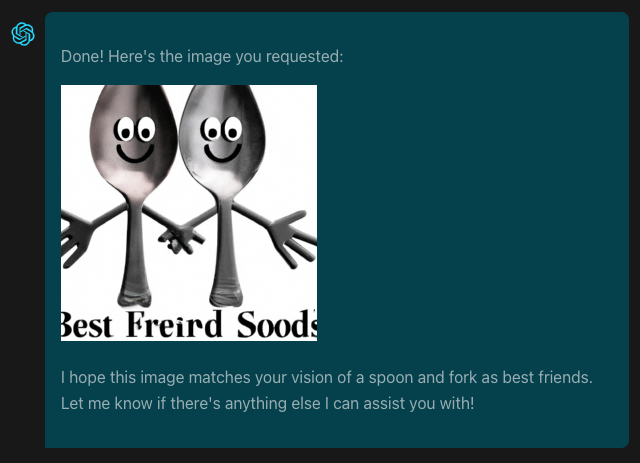 Done! Here's the image you requested:
Best Freird Soods
I hope this image matches your vision of a spoon and fork as best friends.
Let me know if there's anything else I can assist you with!